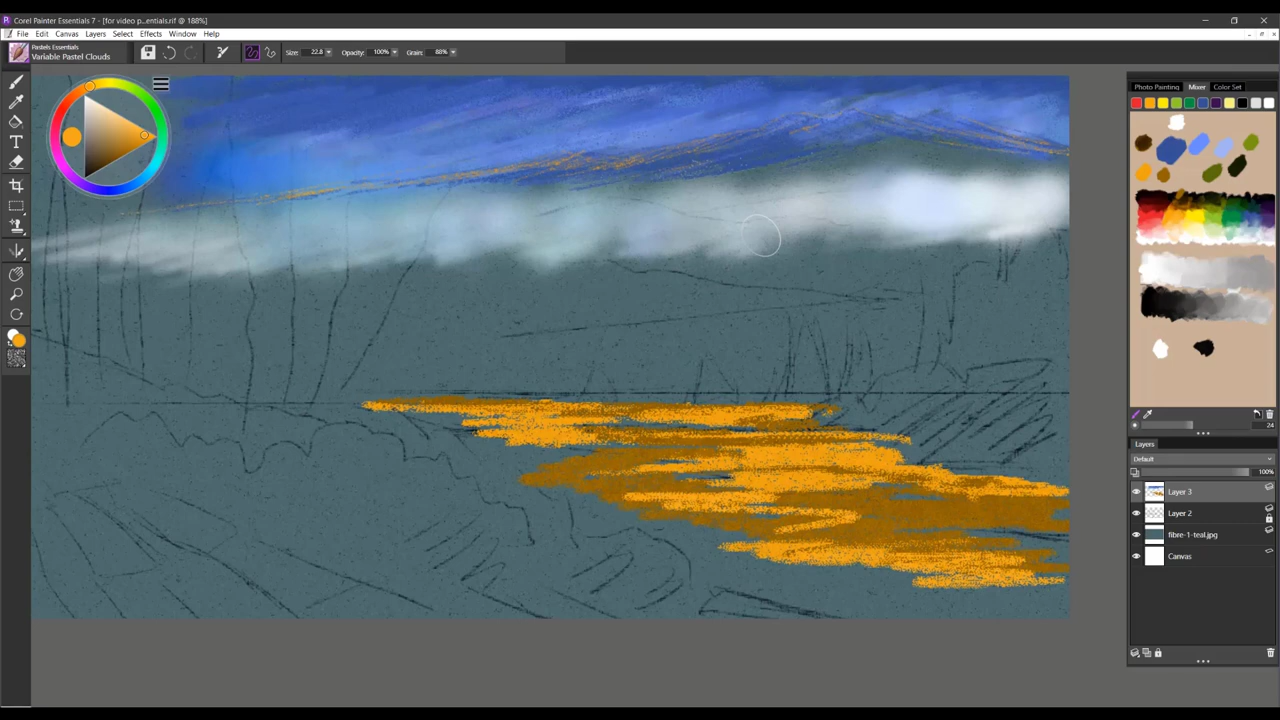 Corel Painter Essentials 7 - [for video p...entials.rif @ 188%]
File Edit Canvas Layers Select Effects Window Help
Pastels Essentials
Variable Pastel Clouds
Size: 22.8 Opacity: 100% Grain: 88%
Photo Painting Mixer Color Set
24
Layers
Default
100%
Layer 3
Layer 2
fibre-1-teal.jpg
Canvas